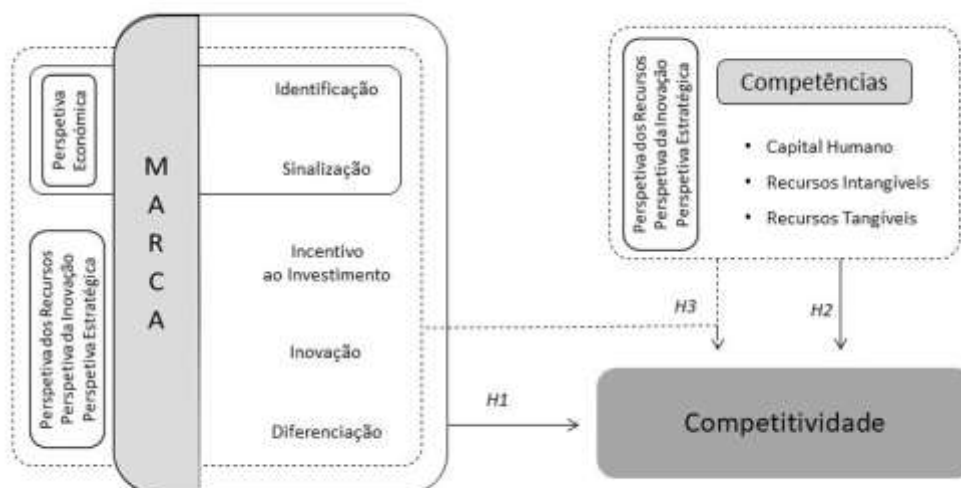 Perspetiva
Económica
Perspetiva dos Recursos
Perspetiva da Inovação
Perspetiva Estratégica
MARCA
Identificação
Sinalização
Incentivo
ao Investimento
Inovação
Diferenciação
H1
Perspetiva dos Recursos
Perspetiva da Inovação
Perspetiva Estratégica
Competências
• Capital Humano
• Recursos Intangíveis
• Recursos Tangíveis
H3
H2
Competitividade